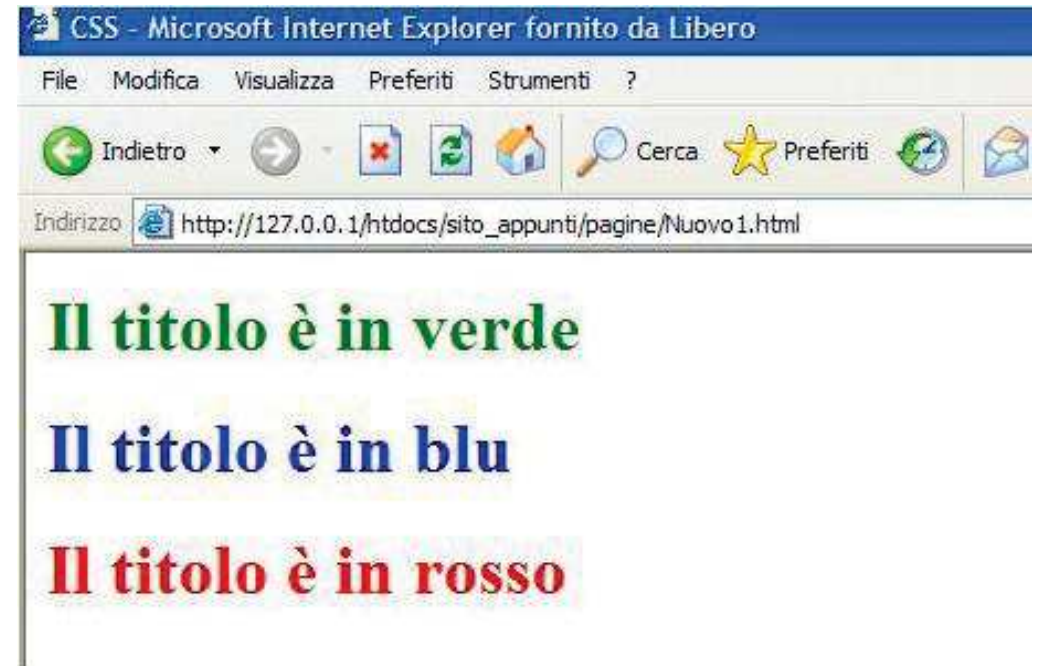 CSS - Microsoft Internet Explorer fornito da Libero
File Modifica Visualizza Preferiti Strumenti ?
Indietro Cerca Preferiti
Indirizzo http://127.0.0.1/htdocs/sito_appunti/pagine/Nuovo1.html
Il titolo è in verde
Il titolo è in blu
Il titolo è in rosso